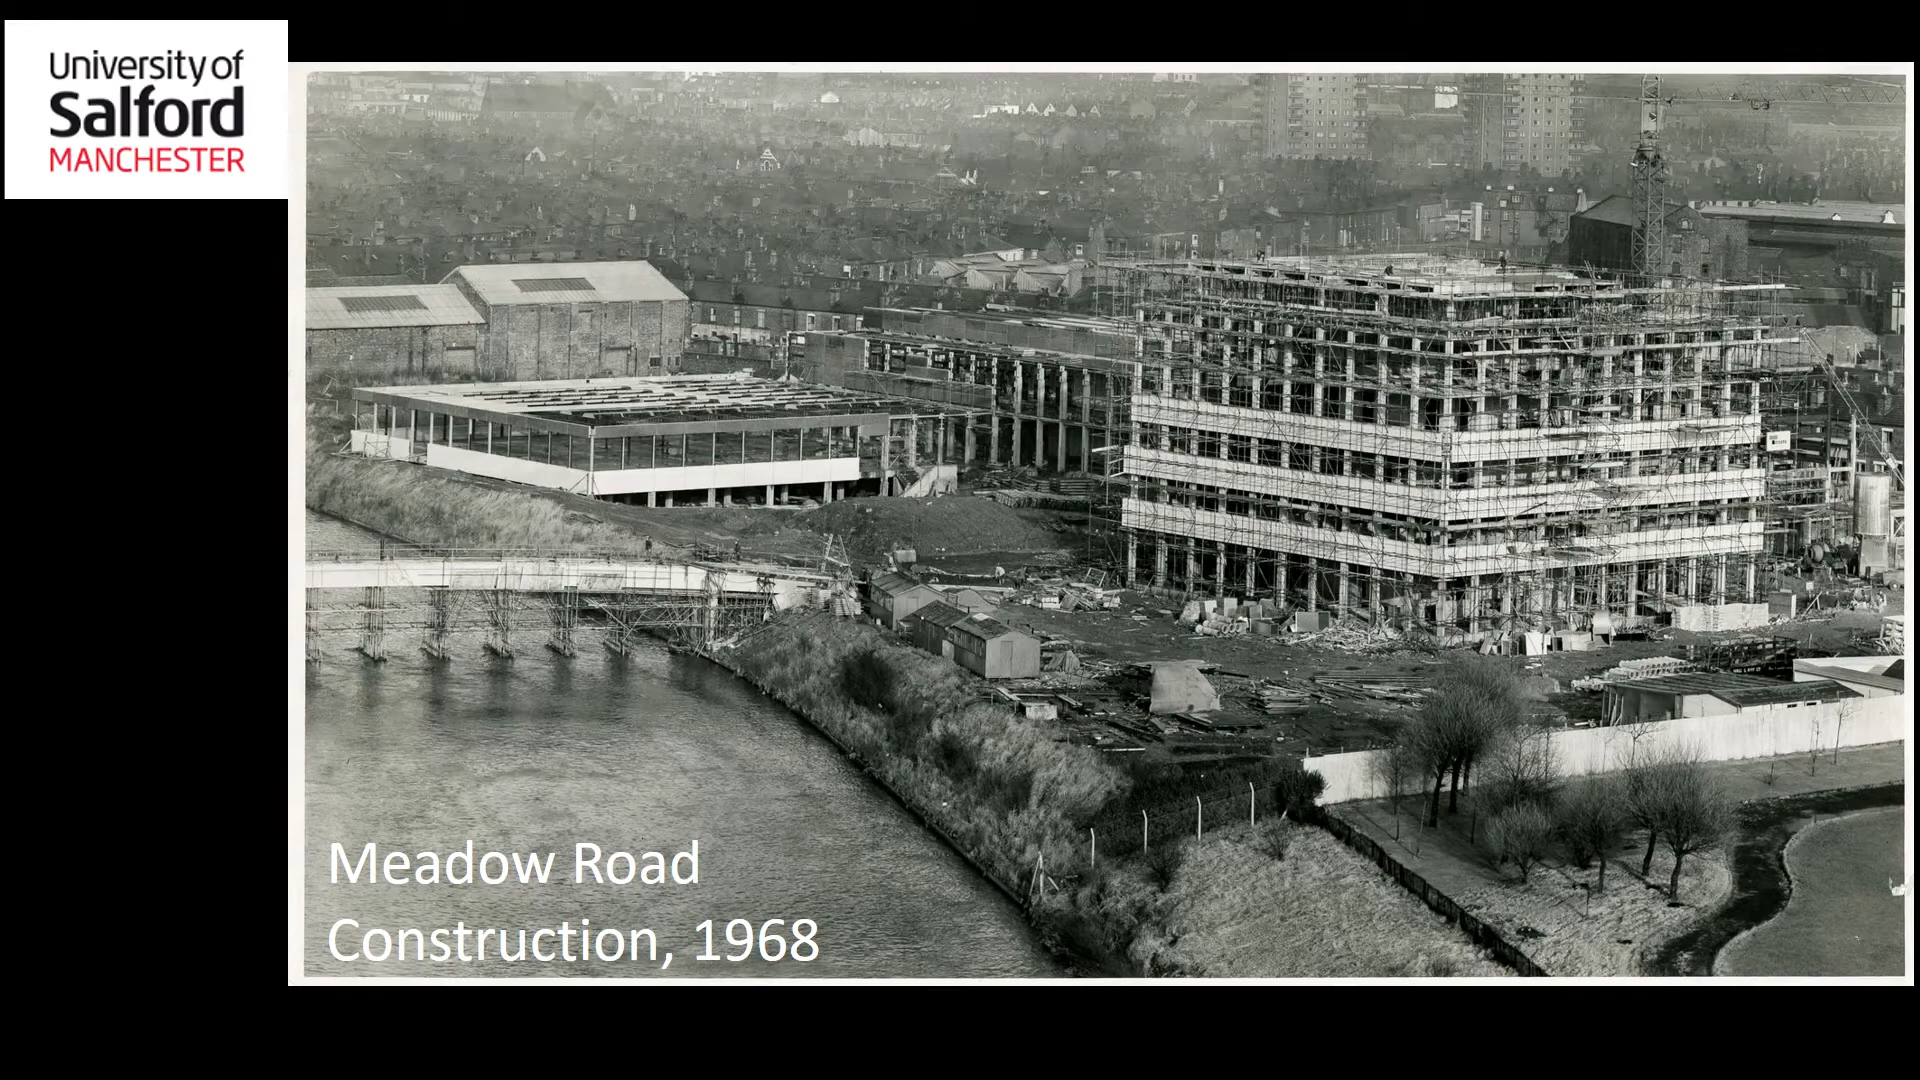 University of
Salford
MANCHESTER
Meadow Road
Construction, 1968